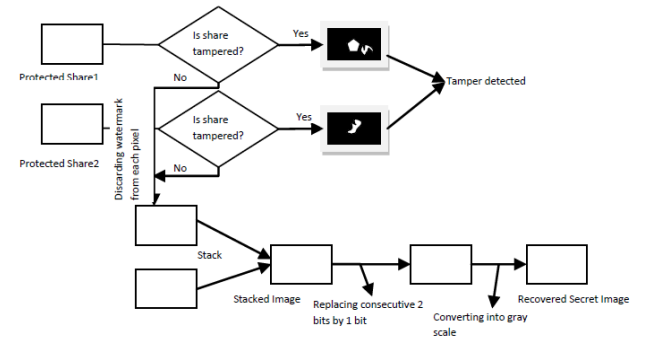 Is share
tampered?
Yes
Protected Share1
No
Tamper detected
Is share
tampered?
Yes
Protected Share2
No
Discarding watermark
from each pixel
Stack
Stacked Image
Replacing consecutive 2
bits by 1 bit
Converting into gray
scale
Recovered Secret Image